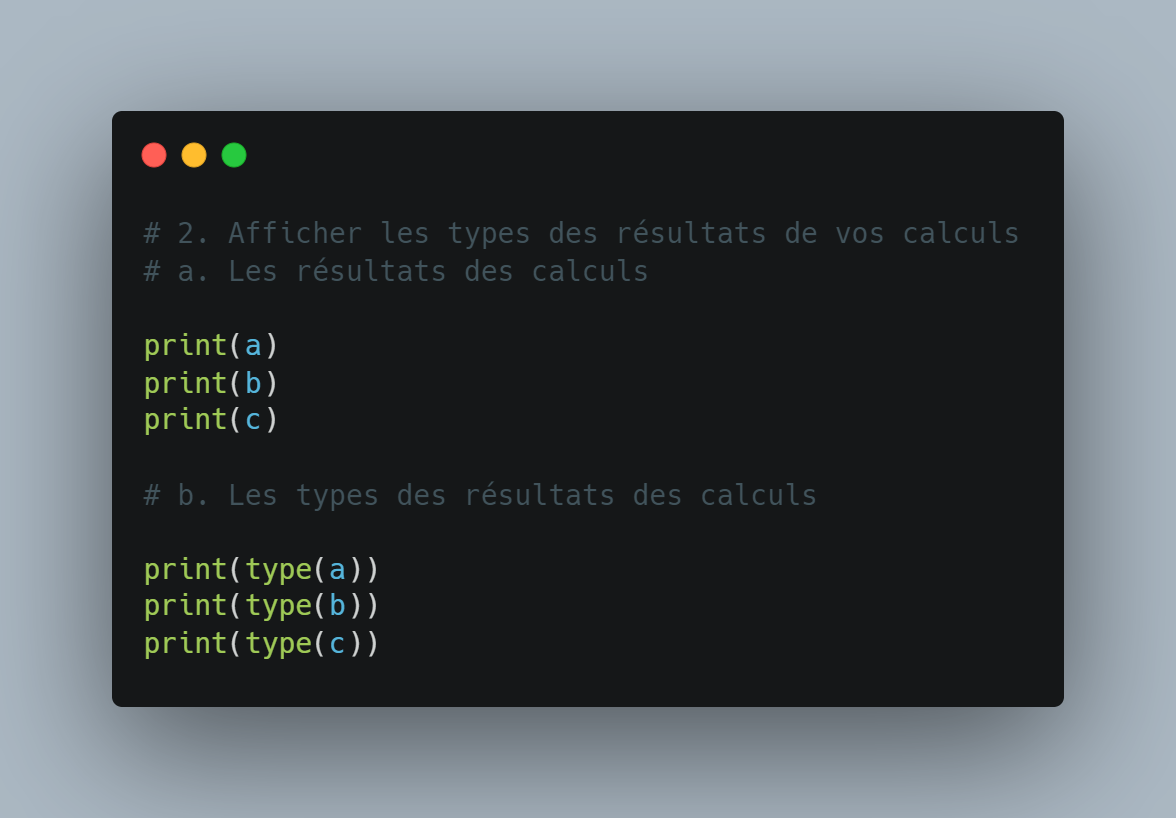 # 2. Afficher les types des résultats de vos calculs
# a. Les résultats des calculs
print(a)
print(b)
print(c)
# b. Les types des résultats des calculs
print(type(a))
print(type(b))
print(type(c))